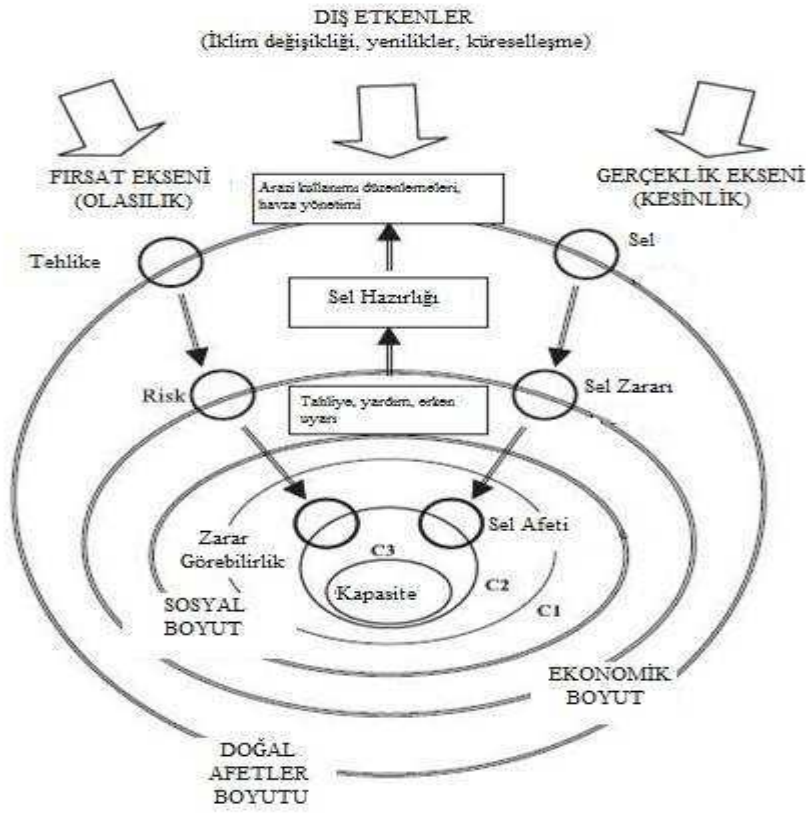 DIŞ ETKENLER
(İklim değişikliği, yenilikler, küreselleşme)
FIRSAT EKSENİ
(OLASILIK)
Arazi kullanımı düzenlemeleri,
havza yönetimi
GERÇEKLİK EKSENİ
(KESİNLİK)
Tehlike
Sel
Sel Hazırlığı
Risk
Tahliye, yardım, erken
uyarı
Sel Zararı
Zarar
Görebilirlik
Sel Afeti
C3
Kapasite
C2
C1
SOSYAL
BOYUT
EKONOMİK
BOYUT
DOĞAL
AFETLER
BOYUTU